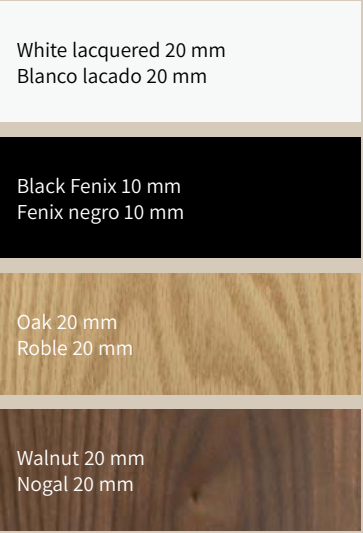 White lacquered 20 mm
Blanco lacado 20 mm
Black Fenix 10 mm
Fenix negro 10 mm
Oak 20 mm
Roble 20 mm
Walnut 20 mm
Nogal 20 mm